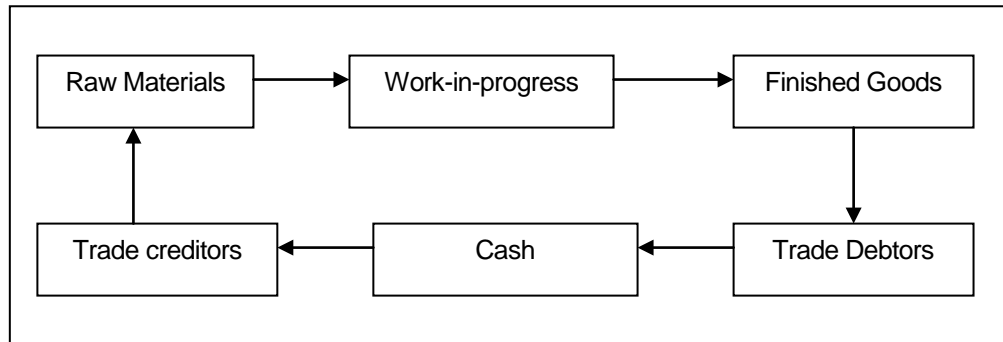 Raw Materials
Work-in-progress
Finished Goods
Trade creditors
Cash
Trade Debtors